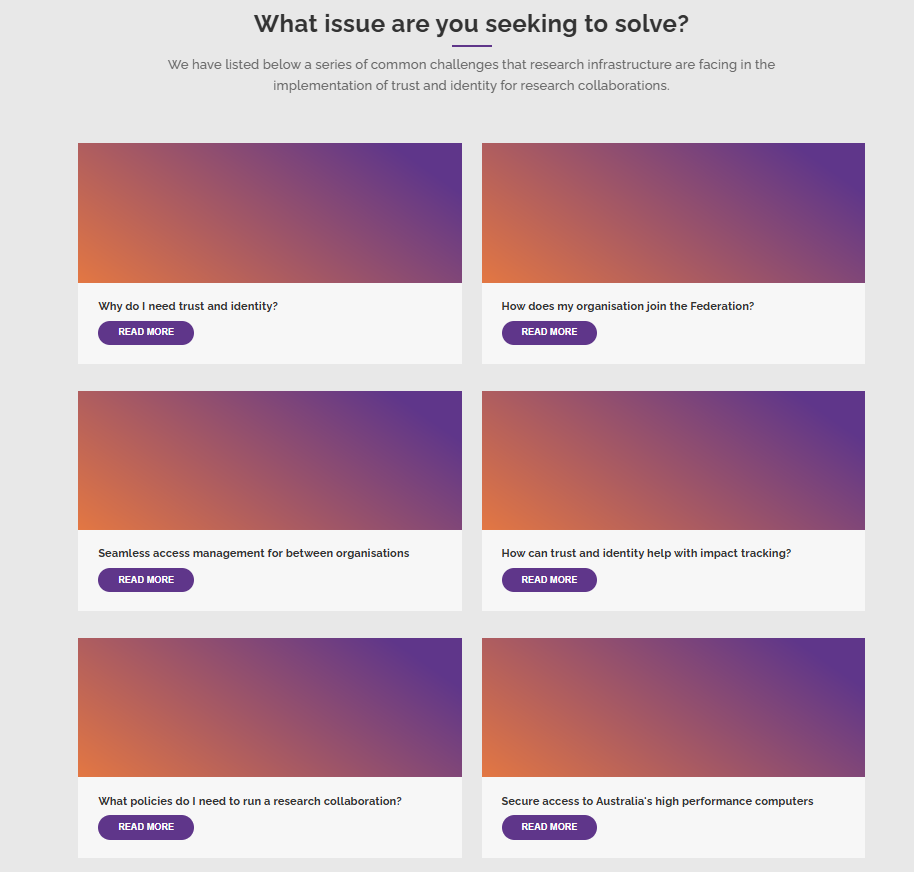 What issue are you seeking to solve?
We have listed below a series of common challenges that research infrastructure are facing in the
implementation of trust and identity for research collaborations.
Why do I need trust and identity?
READ MORE
How does my organisation join the Federation?
READ MORE
Seamless access management for between organisations
READ MORE
How can trust and identity help with impact tracking?
READ MORE
What policies do I need to run a research collaboration?
READ MORE
Secure access to Australia's high performance computers
READ MORE